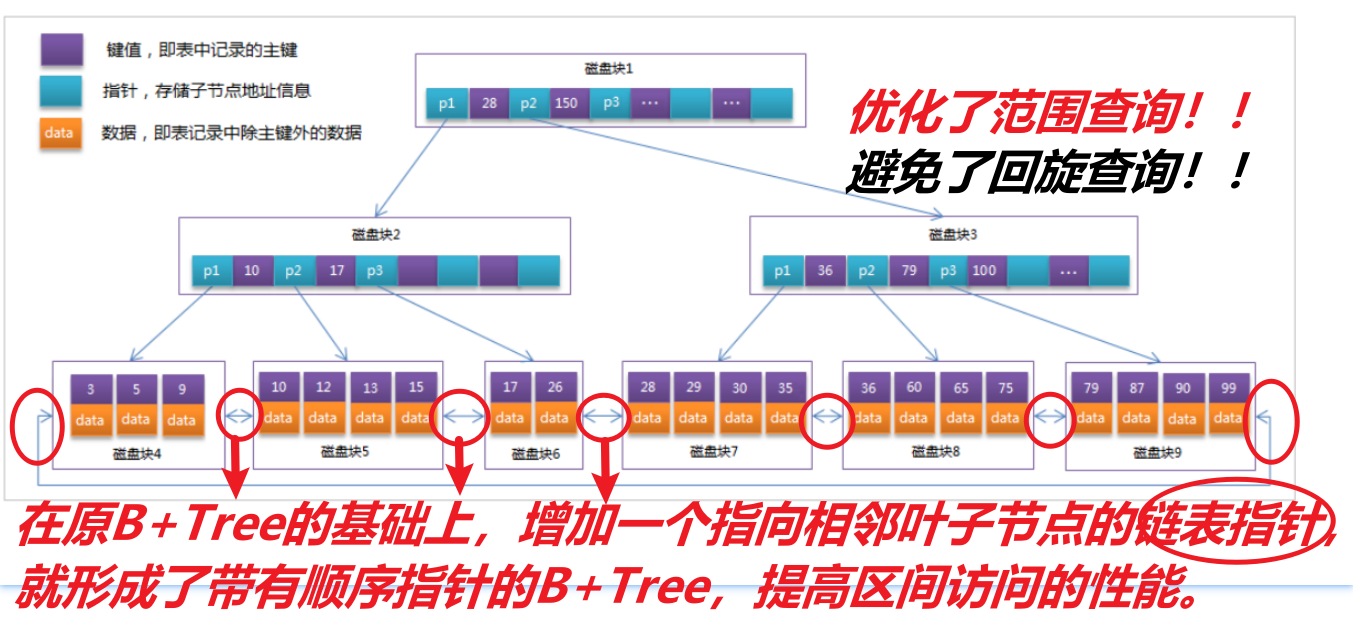 键值，即表中记录的主键
指针，存储子节点地址信息
data 数据，即表记录中除主键外的数据
磁盘块1
p1 28 p2 150 p3 ... ...
优化了范围查询！！
避免了回旋查询！！
磁盘块2
p1 10 p2 17 p3
磁盘块3
p1 36 p2 79 p3 100 ...
3 5 9
data data data
磁盘块4
10 12 13 15
data data data data
磁盘块5
17 26
data data
磁盘块6
28 29 30 35
data data data data
磁盘块7
36 60 65 75
data data data data
磁盘块8
79 87 90 99
data data data data
磁盘块9
在原B+Tree的基础上，增加一个指向相邻叶子节点的链表指针，
就形成了带有顺序指针的B+Tree，提高区间访问的性能。